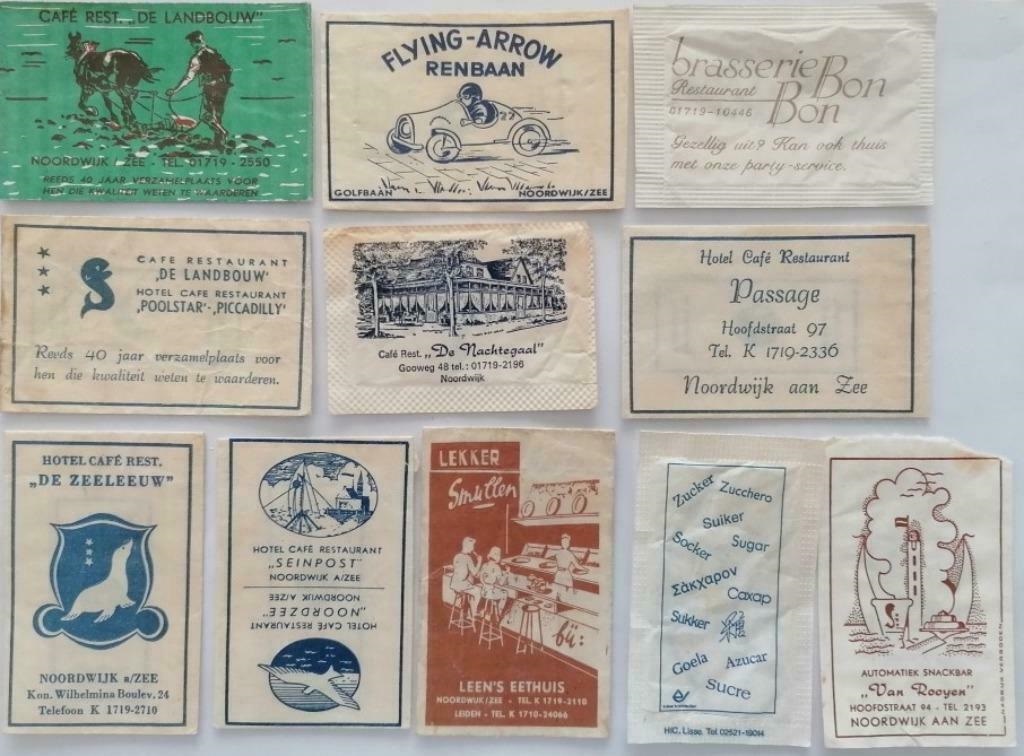 CAFÉ REST. „DE LANDBOUW"
NOORDWIJK / ZEE - TEL. 01719 - 2550
REEDS 40 JAAR VERZAMELPLAATS VOOR
HEN DIE KWALITEIT WETEN TE WAARDEREN
FLYING-ARROW
RENBAAN
27
GOLFBAAN NOORDWIJK/ZEE
brasserie Bon
Restaurant Bon
01719-10446
Gezellig uit? Kan ook thuis
met onze party-service.
CAFE RESTAURANT
‚DE LANDBOUW'
HOTEL CAFE RESTAURANT
‚POOLSTAR'-‚PICCADILLY'
Reeds 40 jaar verzamelplaats voor
hen die kwaliteit weten te waarderen.
Café Rest. „De Nachtegaal"
Gooweg 48 tel.: 01719-2196
Noordwijk
Hotel Café Restaurant
Passage
Hoofdstraat 97
Tel. K 1719-2336
Noordwijk aan Zee
HOTEL CAFÉ REST.
„DE ZEELEEUW"
NOORDWIJK a/ZEE
Kon. Wilhelmina Boulev. 24
Telefoon K 1719-2710
HOTEL CAFÉ RESTAURANT
„SEINPOST"
NOORDWIJK A/ZEE
HOTEL CAFÉ RESTAURANT
„NOORDZEE"
NOORDWIJK A/ZEE
LEKKER
Smullen
bij:
LEEN'S EETHUIS
NOORDWIJK/ZEE - TEL. K 1719-2110
LEIDEN - TEL. K 1710-24066
Zucker Zucchero
Suiker
Socker Sugar
Σάκχαρον
Сахар
Sukker 糖
Goela Azucar
Sucre
HIC. Lisse. Tel. 02521-19014
AUTOMATIEK SNACKBAR
„Van Rooyen"
HOOFDSTRAAT 94 - TEL 2193
NOORDWIJK AAN ZEE
NADRUK VERBODEN